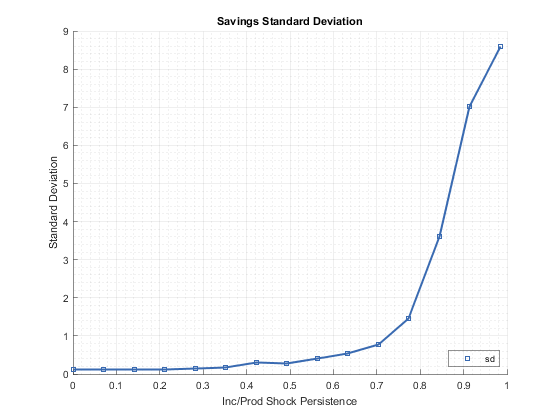 Savings Standard Deviation
9
8
7
6
5
4
3
2
1
0
Standard Deviation
sd
0 0.1 0.2 0.3 0.4 0.5 0.6 0.7 0.8 0.9 1
Inc/Prod Shock Persistence